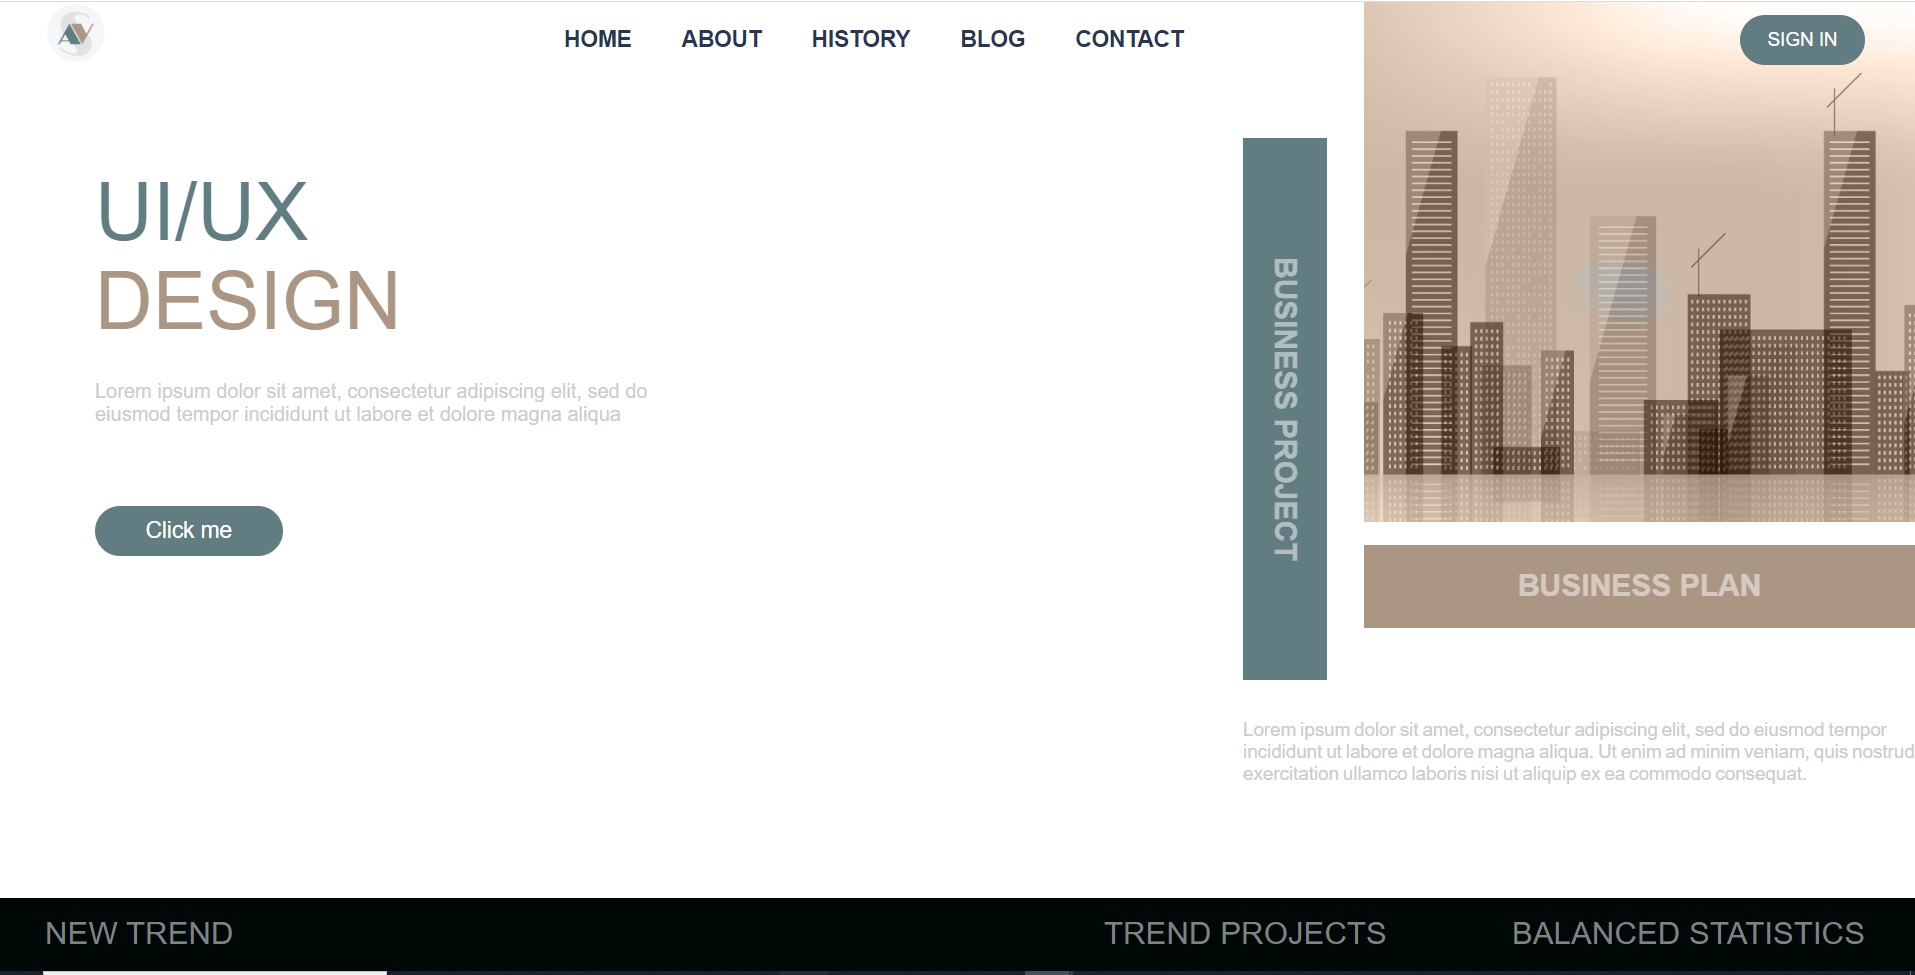 AV
HOME ABOUT HISTORY BLOG CONTACT
SIGN IN
UI/UX
DESIGN
Lorem ipsum dolor sit amet, consectetur adipiscing elit, sed do
eiusmod tempor incididunt ut labore et dolore magna aliqua
Click me
BUSINESS PROJECT
BUSINESS PLAN
Lorem ipsum dolor sit amet, consectetur adipiscing elit, sed do eiusmod tempor
incididunt ut labore et dolore magna aliqua. Ut enim ad minim veniam, quis nostrud
exercitation ullamco laboris nisi ut aliquip ex ea commodo consequat.
NEW TREND
TREND PROJECTS
BALANCED STATISTICS